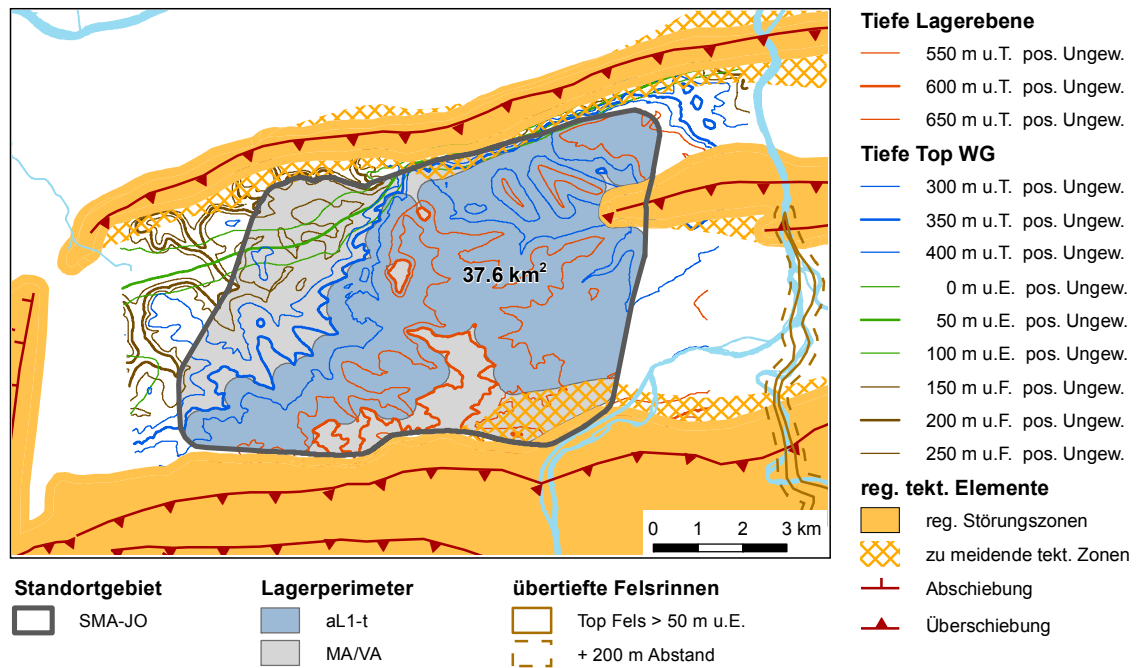 37.6 km²
0 1 2 3 km
Tiefe Lagerebene
550 m u.T. pos. Ungew.
600 m u.T. pos. Ungew.
650 m u.T. pos. Ungew.
Tiefe Top WG
300 m u.T. pos. Ungew.
350 m u.T. pos. Ungew.
400 m u.T. pos. Ungew.
0 m u.E. pos. Ungew.
50 m u.E. pos. Ungew.
100 m u.E. pos. Ungew.
150 m u.F. pos. Ungew.
200 m u.F. pos. Ungew.
250 m u.F. pos. Ungew.
reg. tekt. Elemente
reg. Störungszonen
zu meidende tekt. Zonen
Abschiebung
Überschiebung
Standortgebiet
SMA-JO
Lagerperimeter
aL1-t
MA/VA
übertiefte Felsrinnen
Top Fels > 50 m u.E.
+ 200 m Abstand